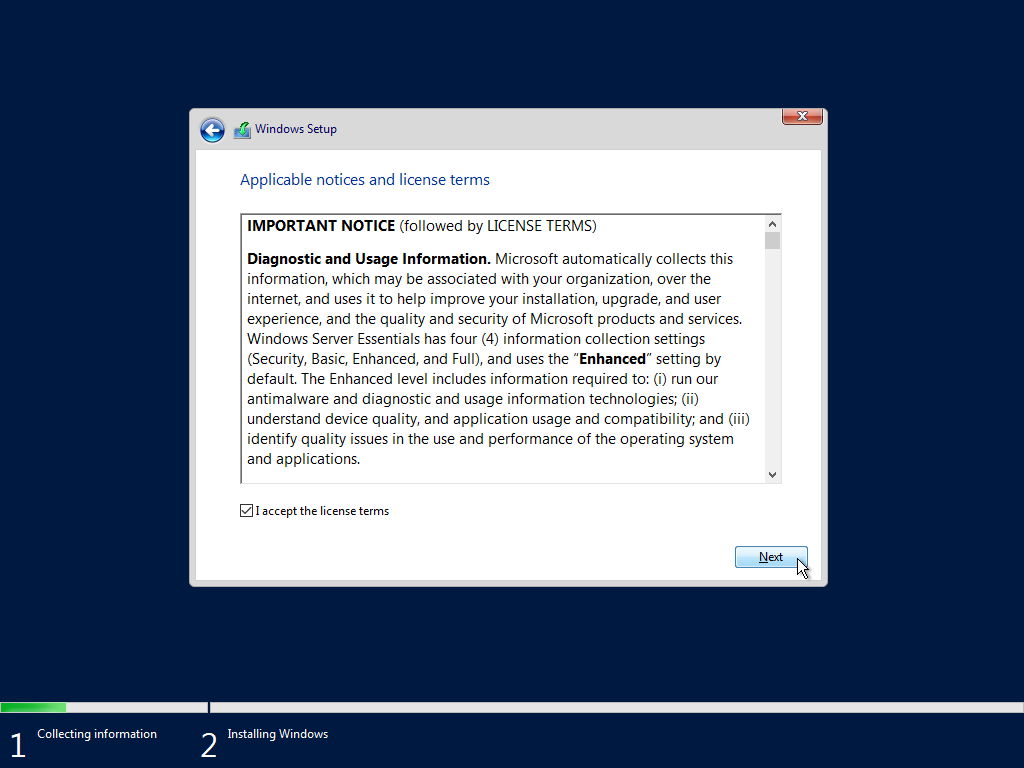 Windows Setup
Applicable notices and license terms
IMPORTANT NOTICE (followed by LICENSE TERMS)
Diagnostic and Usage Information. Microsoft automatically collects this
information, which may be associated with your organization, over the
internet, and uses it to help improve your installation, upgrade, and user
experience, and the quality and security of Microsoft products and services.
Windows Server Essentials has four (4) information collection settings
(Security, Basic, Enhanced, and Full), and uses the “Enhanced” setting by
default. The Enhanced level includes information required to: (i) run our
antimalware and diagnostic and usage information technologies; (ii)
understand device quality, and application usage and compatibility; and (iii)
identify quality issues in the use and performance of the operating system
and applications.
I accept the license terms
Next
1 Collecting information
2 Installing Windows